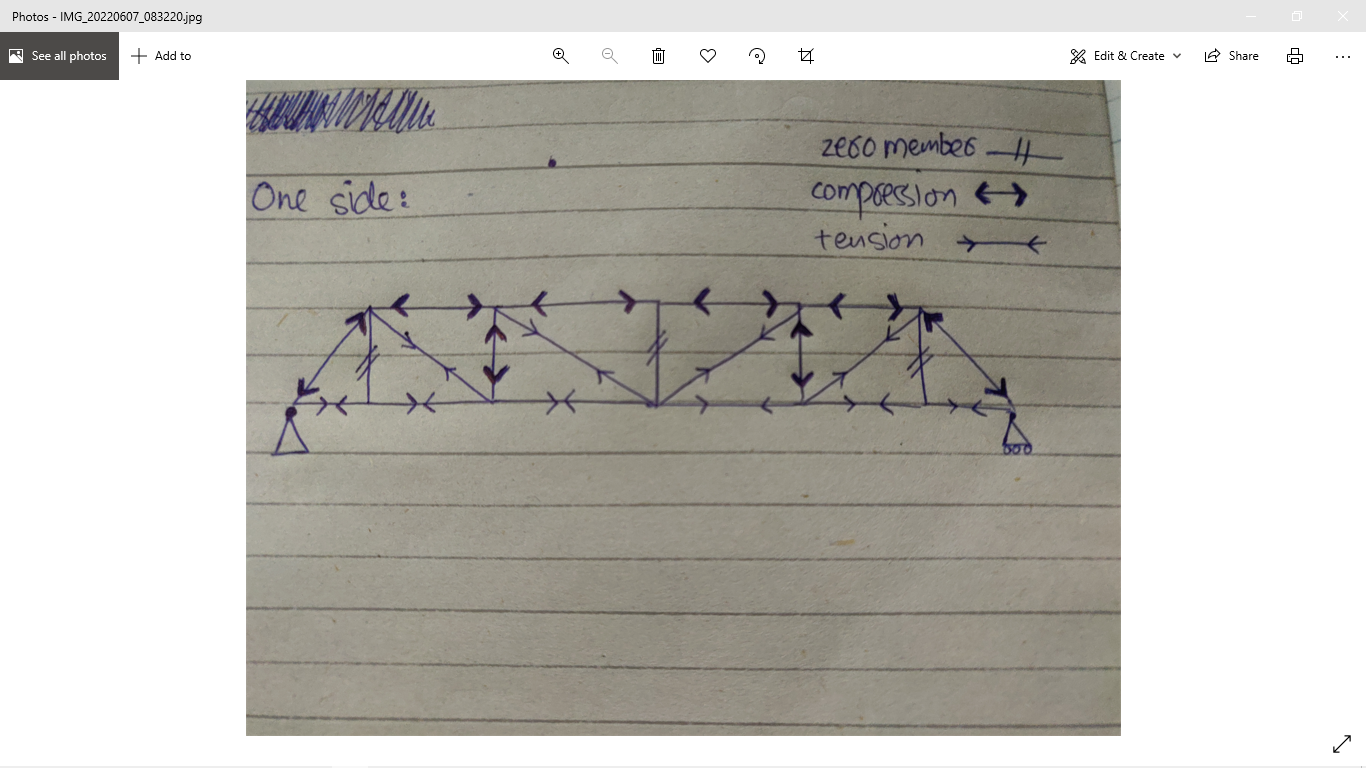 Photos - IMG_20220607_083220.jpg
See all photos
Add to
Edit & Create
Share
zero member
One side:
compression
tension